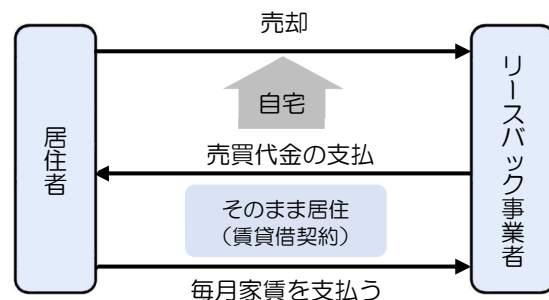 売却
自宅
居住者
リースバック事業者
売買代金の支払
そのまま居住
（賃貸借契約）
毎月家賃を支払う